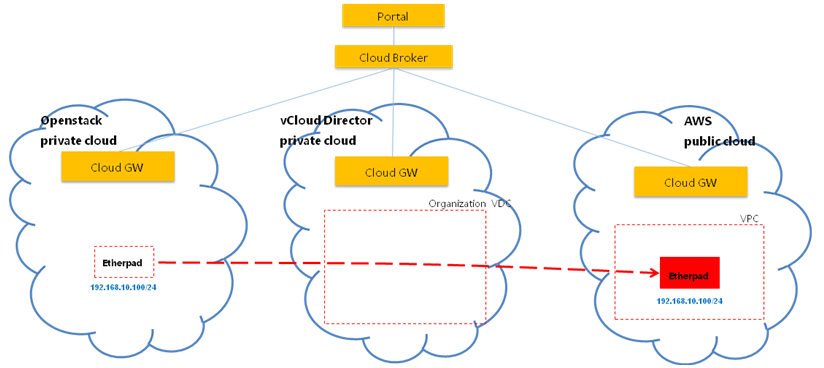 Portal
Cloud Broker
Openstack
private cloud
vCloud Director
private cloud
AWS
public cloud
Cloud GW
Cloud GW
Cloud GW
Organization VDC
VPC
Etherpad
192.168.10.100/24
Etherpad
192.168.10.100/24